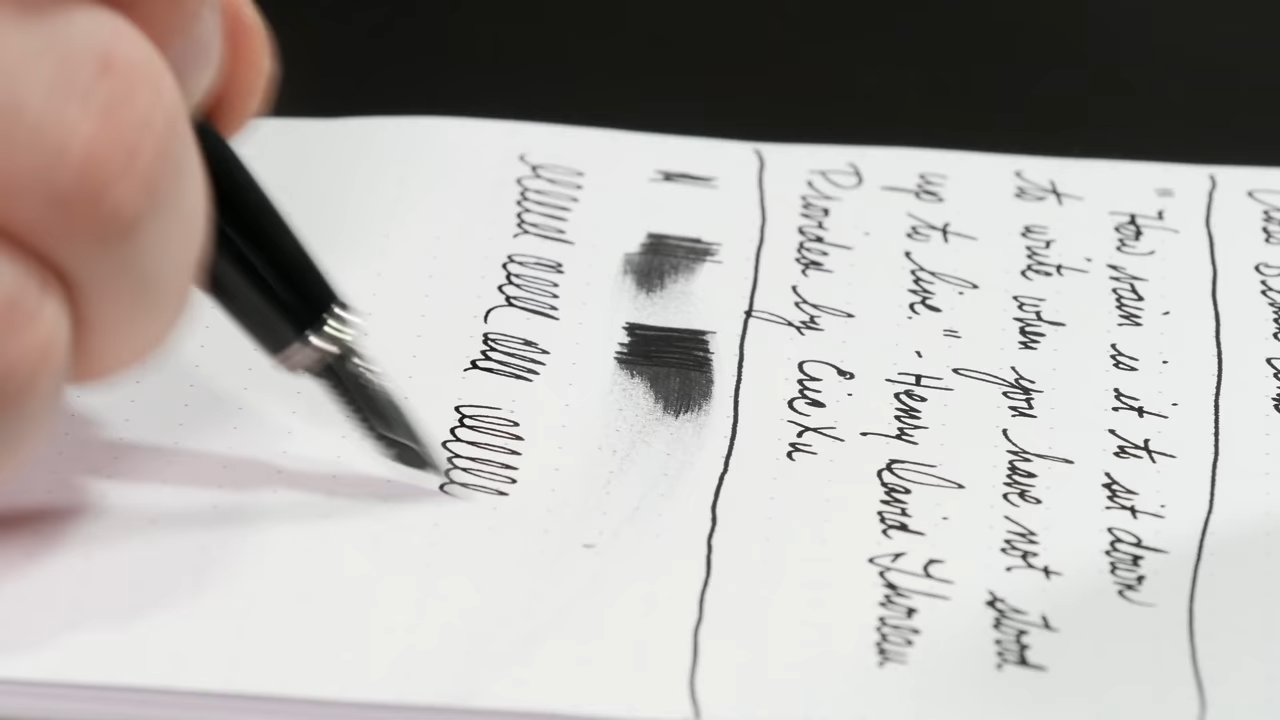 "How vain is it to sit down
to write when you have not stood
up to live." - Henry David Thoreau
Provided by Eric Xu